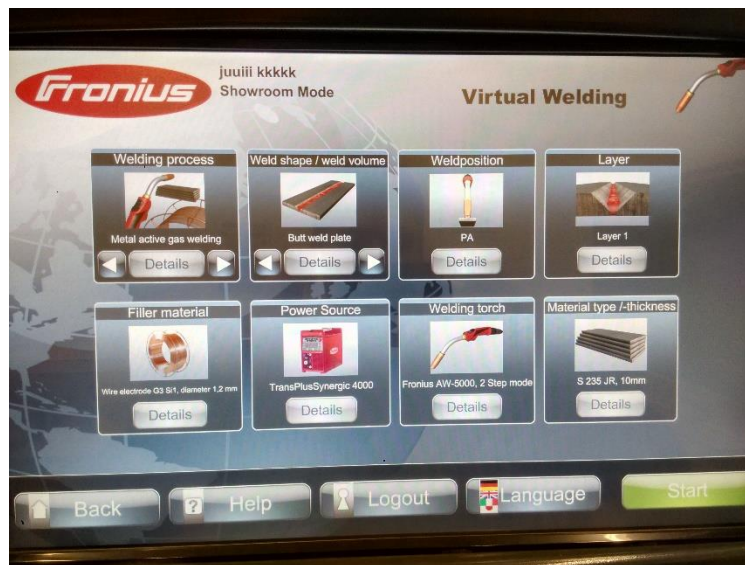 Fronius
juuiii kkkkk
Showroom Mode
Virtual Welding
Welding process
Metal active gas welding
Details
Weld shape / weld volume
Butt weld plate
Details
Weldposition
PA
Details
Layer
Layer 1
Details
Filler material
Wire electrode G3 Si1, diameter 1,2 mm
Details
Power Source
TransPlusSynergic 4000
Details
Welding torch
Fronius AW-5000, 2 Step mode
Details
Material type /-thickness
S 235 JR, 10mm
Details
Back
? Help
Logout
Language
Start